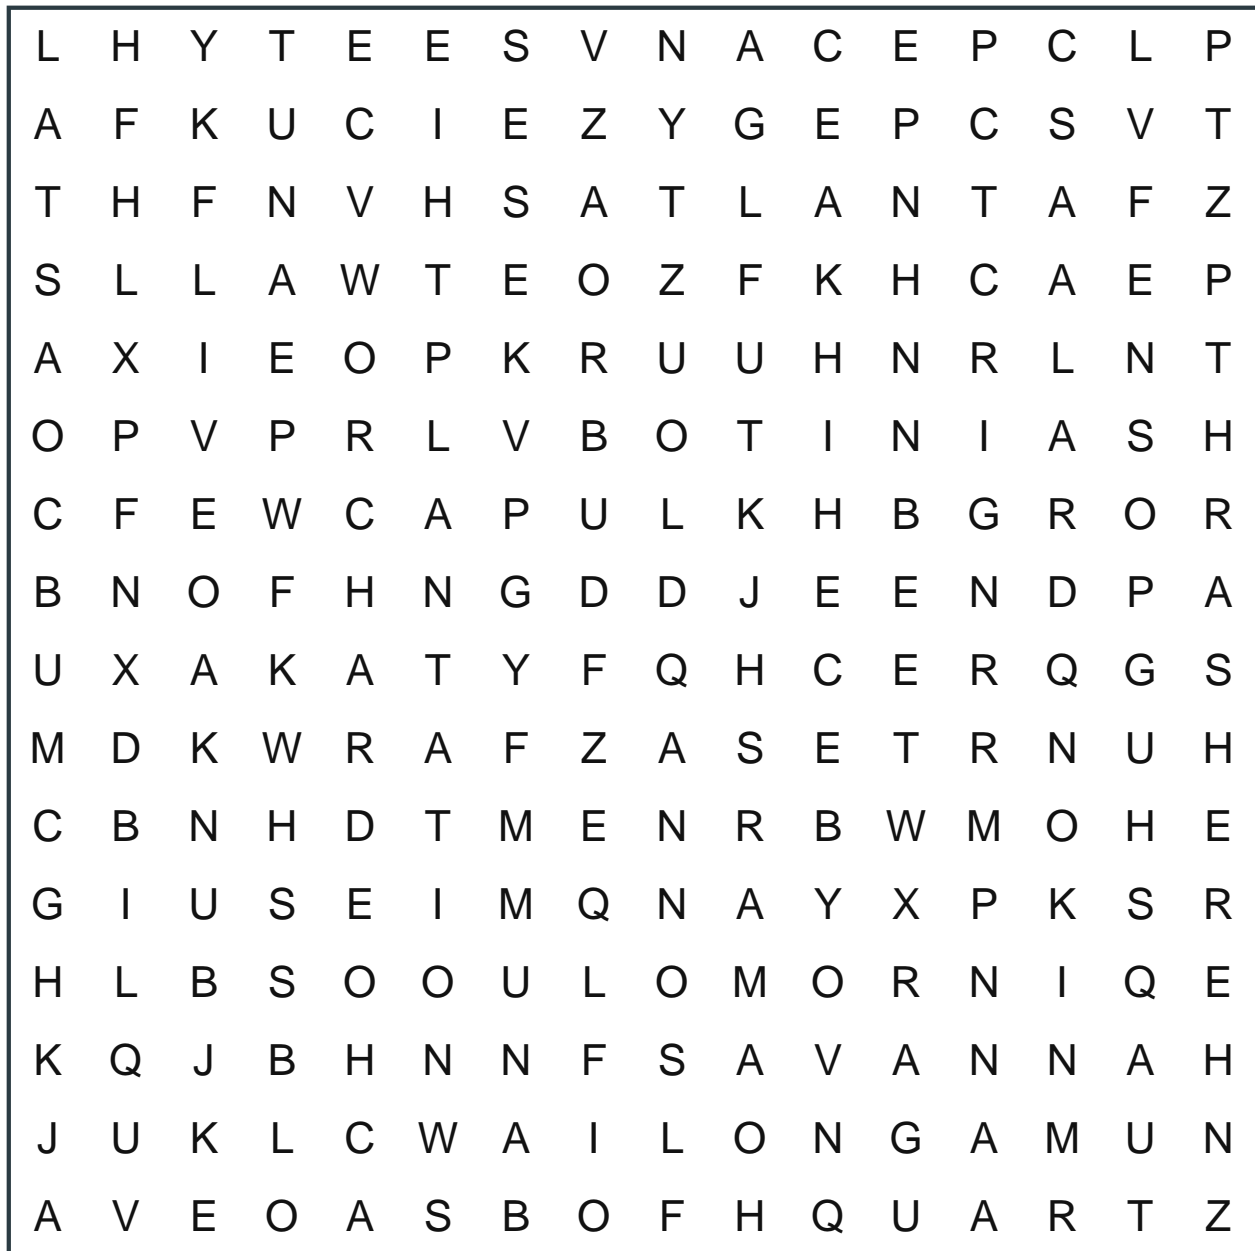 L H Y T E E S V N A C E P C L P
A F K U C I E Z Y G E P C S V T
T H F N V H S A T L A N T A F Z
S L L A W T E O Z F K H C A E P
A X I E O P K R U U H N R L N T
O P V P R L V B O T I N I A S H
C F E W C A P U L K H B G R O R
B N O F H N G D D J E E N D P A
U X A K A T Y F Q H C E R Q G S
M D K W R A F Z A S E T R N U H
C B N H D T M E N R B W M O H E
G I U S E I M Q N A Y X P K S R
H L B S O O U L O M O R N I Q E
K Q J B H N N F S A V A N N A H
J U K L C W A I L O N G A M U N
A V E O A S B O F H Q U A R T Z